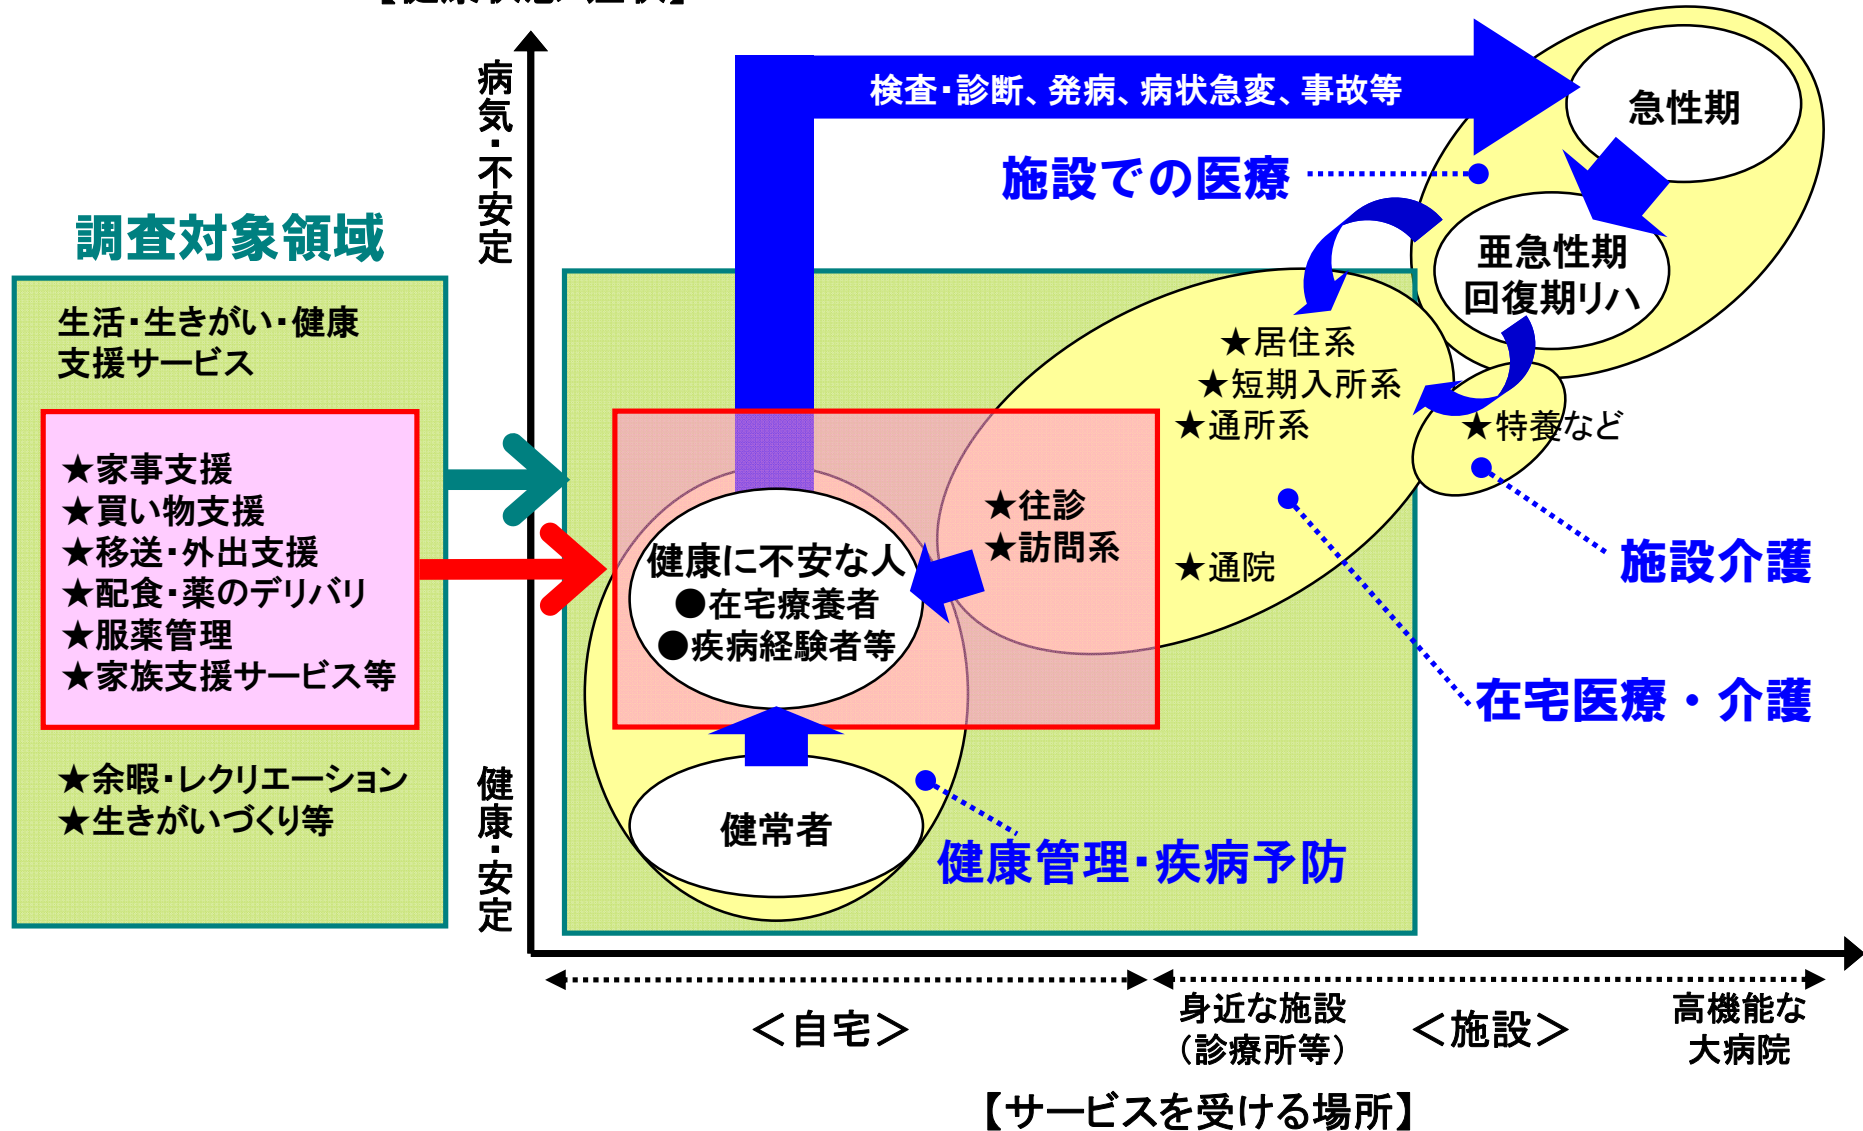 病気・不安定
検査・診断、発病、病状急変、事故等
急性期
施設での医療
調査対象領域
亜急性期
回復期リハ
生活・生きがい・健康
支援サービス
★居住系
★短期入所系
★通所系
★特養など
★家事支援
★買い物支援
★移送・外出支援
★配食・薬のデリバリ
★服薬管理
★家族支援サービス等
★往診
★訪問系
★通院
健康に不安な人
●在宅療養者
●疾病経験者等
施設介護
在宅医療・介護
★余暇・レクリエーション
★生きがいづくり等
健康・安定
健常者
健康管理・疾病予防
＜自宅＞
身近な施設
（診療所等）
＜施設＞
高機能な
大病院
【サービスを受ける場所】